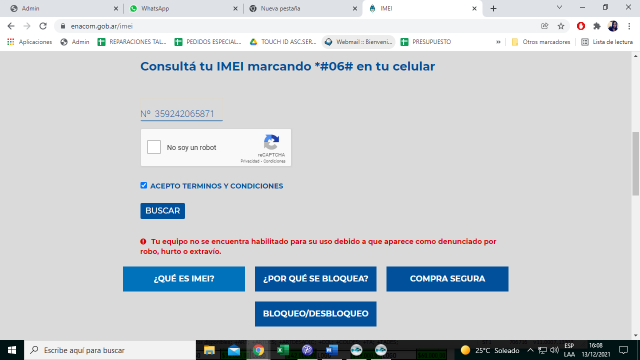 Admin
WhatsApp
Nueva pestaña
IMEI
enacom.gob.ar/imei
Aplicaciones
Admin
REPARACIONES TAL...
PEDIDOS ESPECIAL...
TOUCH ID ASC.SER...
Webmail :: Bienveni...
PRESUPUESTO
»
Otros marcadores
Lista de lectura
Consultá tu IMEI marcando *#06# en tu celular
Nº 359242065871
No soy un robot
reCAPTCHA
Privacidad - Condiciones
ACEPTO TERMINOS Y CONDICIONES
BUSCAR
Tu equipo no se encuentra habilitado para su uso debido a que aparece como denunciado por
robo, hurto o extravío.
¿QUÉ ES IMEI?
¿POR QUÉ SE BLOQUEA?
COMPRA SEGURA
BLOQUEO/DESBLOQUEO
Escribe aquí para buscar
25°C Soleado
ESP
LAA
16:08
13/12/2021